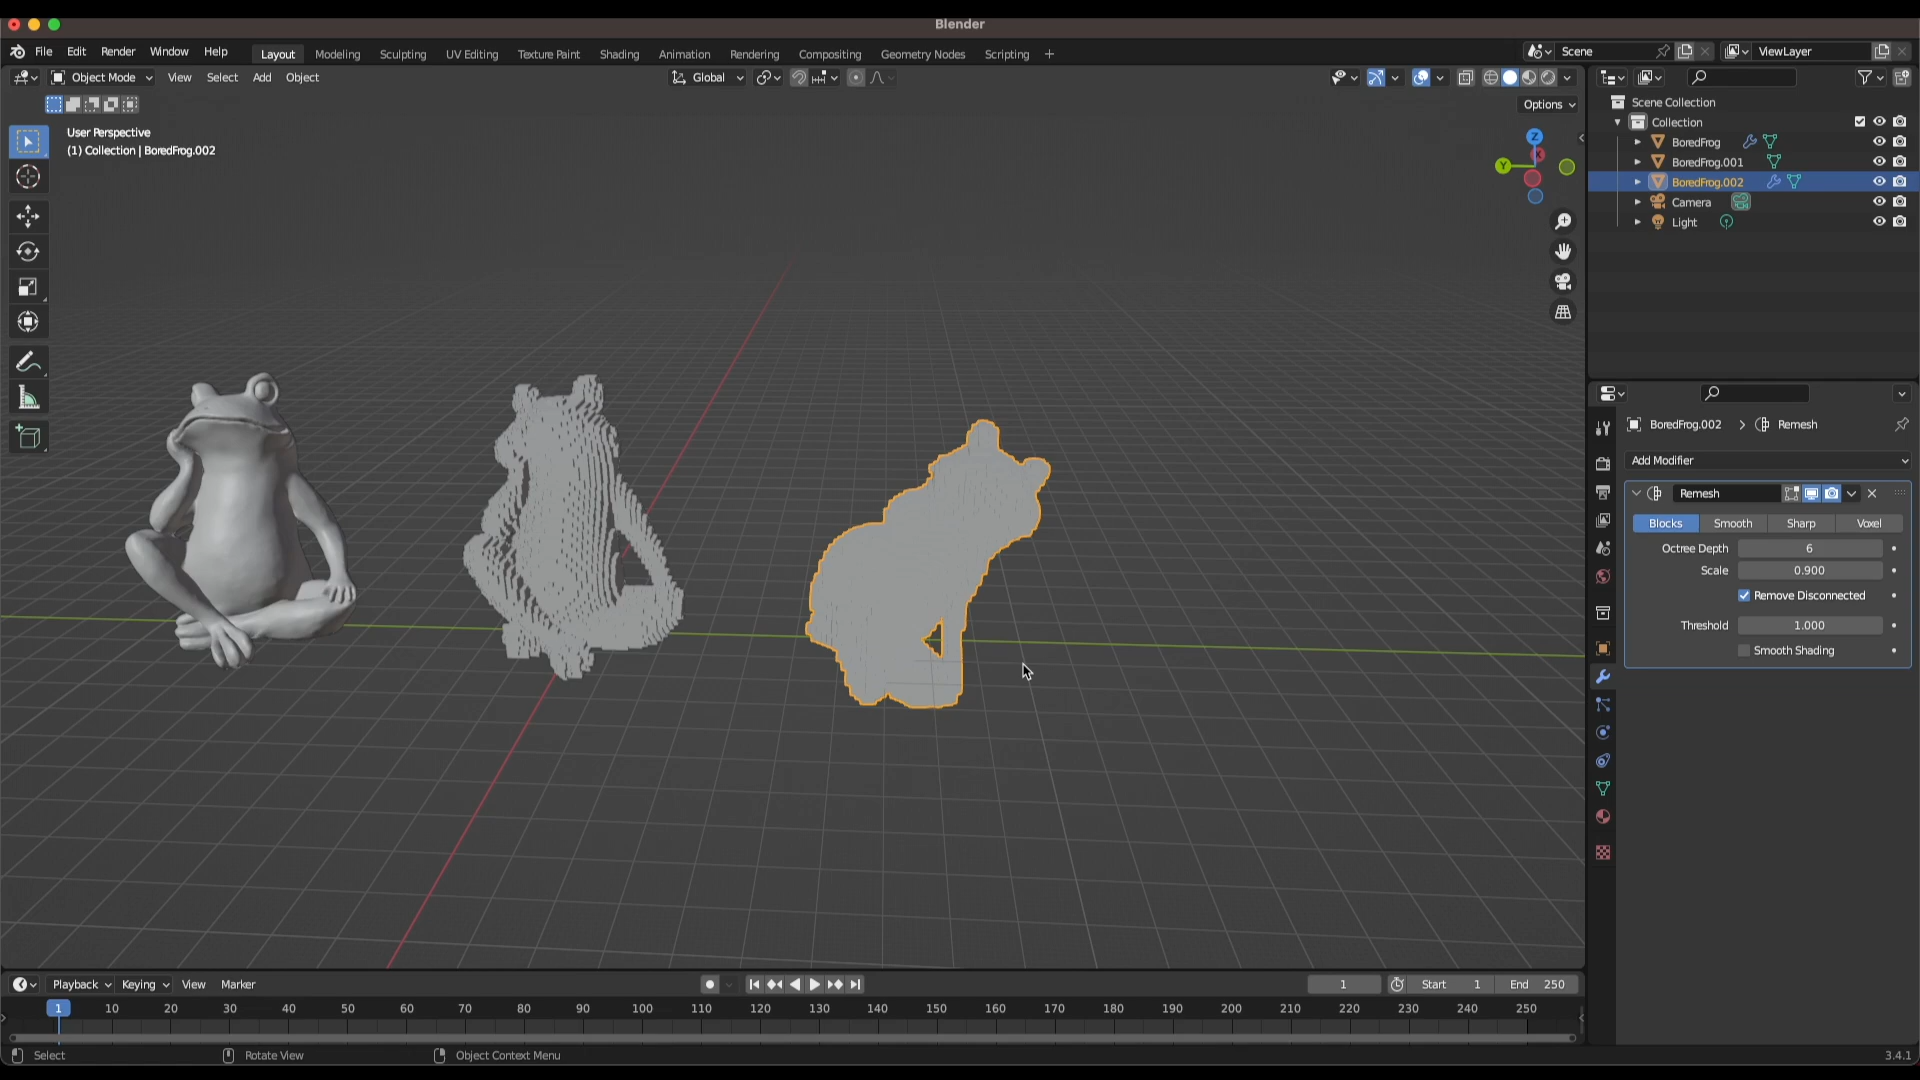 Blender
File Edit Render Window Help
Layout Modeling Sculpting UV Editing Texture Paint Shading Animation Rendering Compositing Geometry Nodes Scripting +
Scene
ViewLayer
Object Mode View Select Add Object
Global
Options
User Perspective
(1) Collection | BoredFrog.002
Z
X
Y
Scene Collection
Collection
BoredFrog
BoredFrog.001
BoredFrog.002
Camera
Light
BoredFrog.002 > Remesh
Add Modifier
Remesh
Blocks Smooth Sharp Voxel
Octree Depth 6
Scale 0.900
Remove Disconnected
Threshold 1.000
Smooth Shading
Playback Keying View Marker
1 Start 1 End 250
1 10 20 30 40 50 60 70 80 90 100 110 120 130 140 150 160 170 180 190 200 210 220 230 240 250
Select Rotate View Object Context Menu
3.4.1